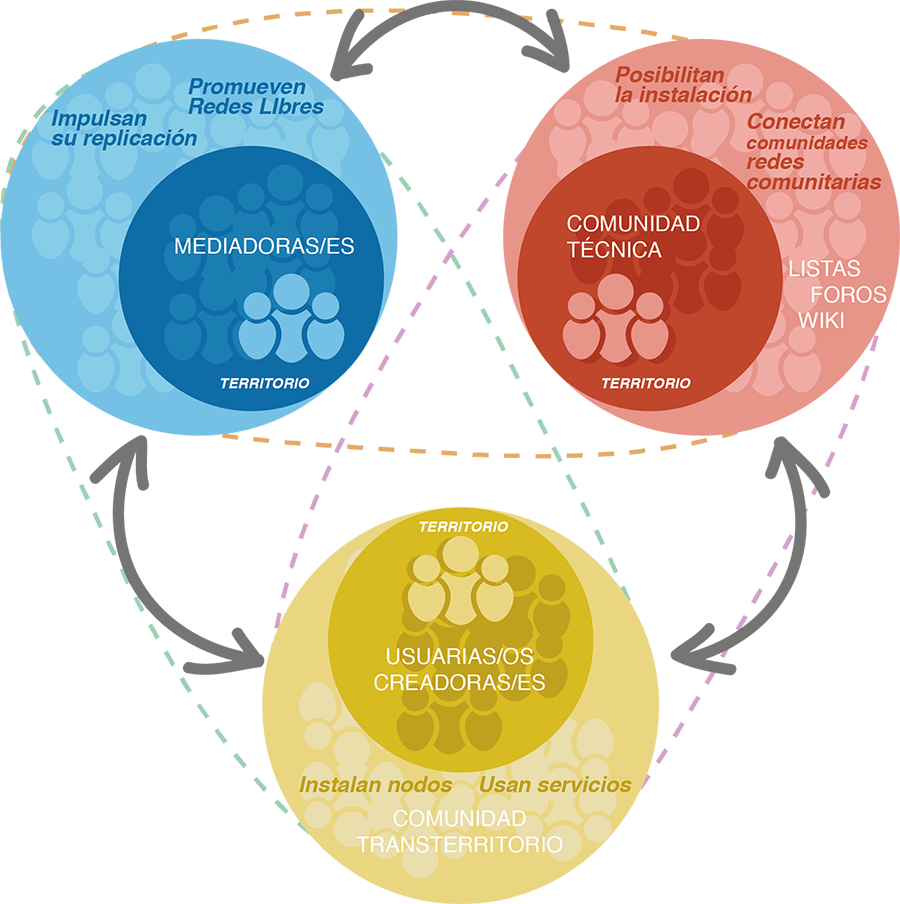 Promueven
Redes LIbres
Impulsan
su replicación
MEDIADORAS/ES
TERRITORIO
Posibilitan
la instalación
Conectan
comunidades
redes
comunitarias
COMUNIDAD
TÉCNICA
LISTAS
FOROS
WIKI
TERRITORIO
TERRITORIO
USUARIAS/OS
CREADORAS/ES
Instalan nodos
Usan servicios
COMUNIDAD
TRANSTERRITORIO